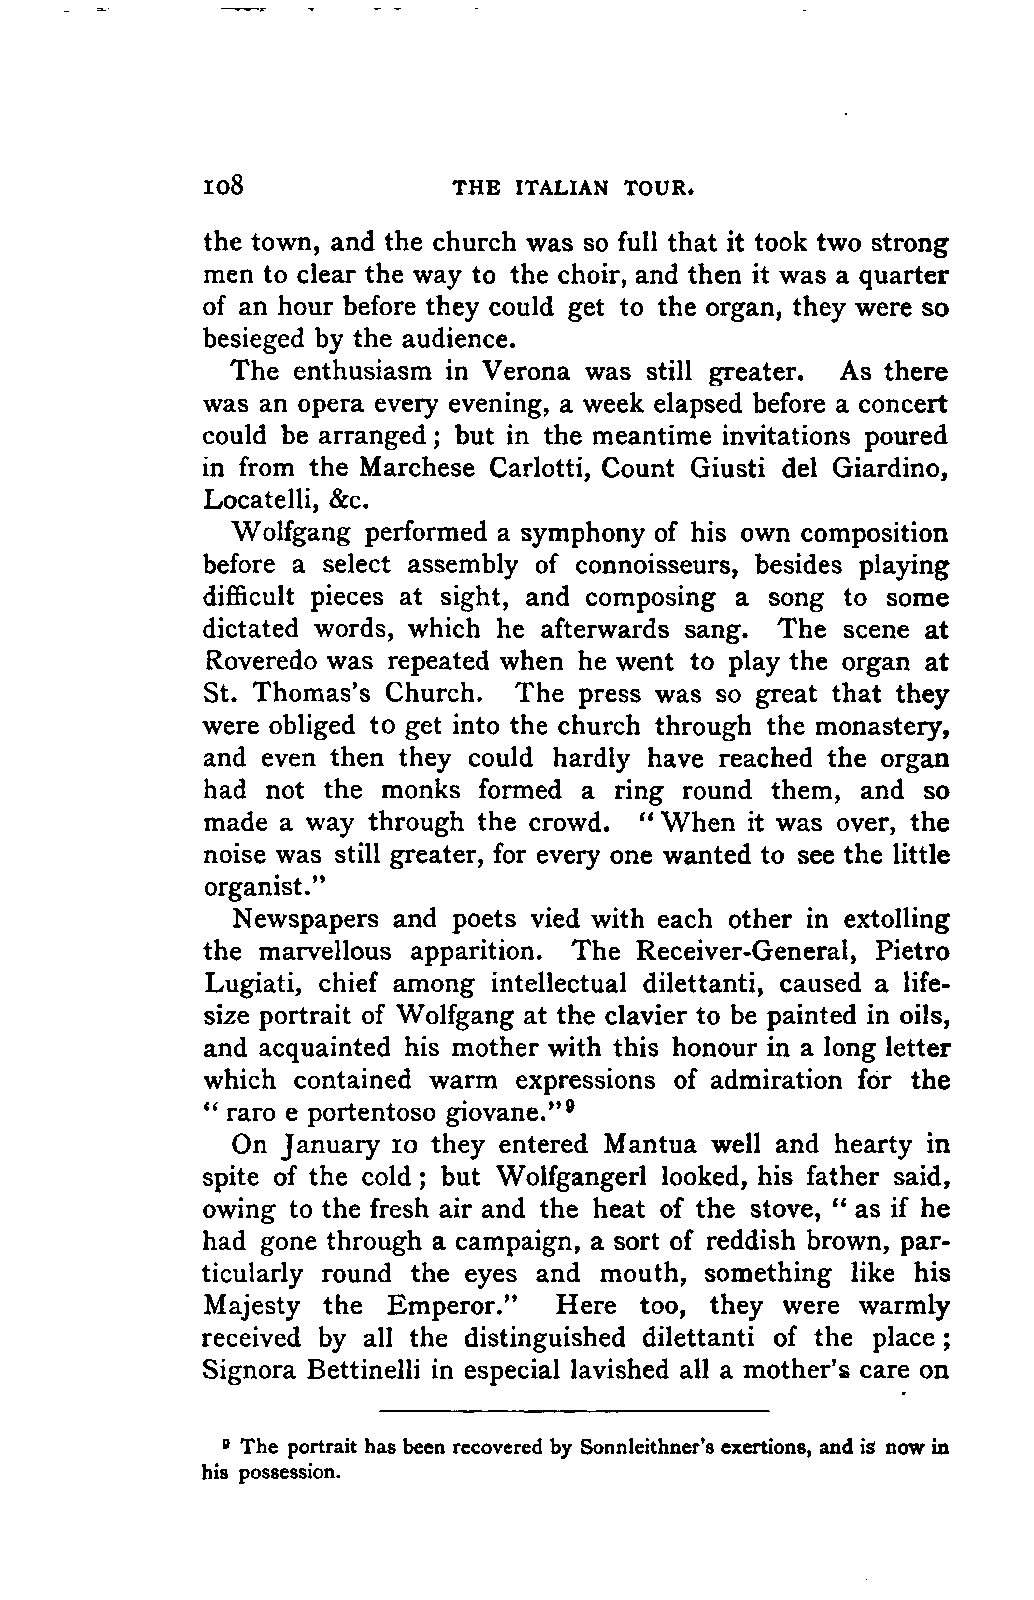 108 THE ITALIAN TOUR.
the town, and the church was so full that it took two strong
men to clear the way to the choir, and then it was a quarter
of an hour before they could get to the organ, they were so
besieged by the audience.
The enthusiasm in Verona was still greater. As there
was an opera every evening, a week elapsed before a concert
could be arranged ; but in the meantime invitations poured
in from the Marchese Carlotti, Count Giusti del Giardino,
Locatelli, &c.
Wolfgang performed a symphony of his own composition
before a select assembly of connoisseurs, besides playing
difficult pieces at sight, and composing a song to some
dictated words, which he afterwards sang. The scene at
Roveredo was repeated when he went to play the organ at
St. Thomas's Church. The press was so great that they
were obliged to get into the church through the monastery,
and even then they could hardly have reached the organ
had not the monks formed a ring round them, and so
made a way through the crowd. "When it was over, the
noise was still greater, for every one wanted to see the little
organist."
Newspapers and poets vied with each other in extolling
the marvellous apparition. The Receiver-General, Pietro
Lugiati, chief among intellectual dilettanti, caused a life-
size portrait of Wolfgang at the clavier to be painted in oils,
and acquainted his mother with this honour in a long letter
which contained warm expressions of admiration for the
"raro e portentoso giovane."⁹
On January 10 they entered Mantua well and hearty in
spite of the cold ; but Wolfgangerl looked, his father said,
owing to the fresh air and the heat of the stove, "as if he
had gone through a campaign, a sort of reddish brown, par-
ticularly round the eyes and mouth, something like his
Majesty the Emperor." Here too, they were warmly
received by all the distinguished dilettanti of the place ;
Signora Bettinelli in especial lavished all a mother's care on
⁹ The portrait has been recovered by Sonnleithner's exertions, and is now in
his possession.